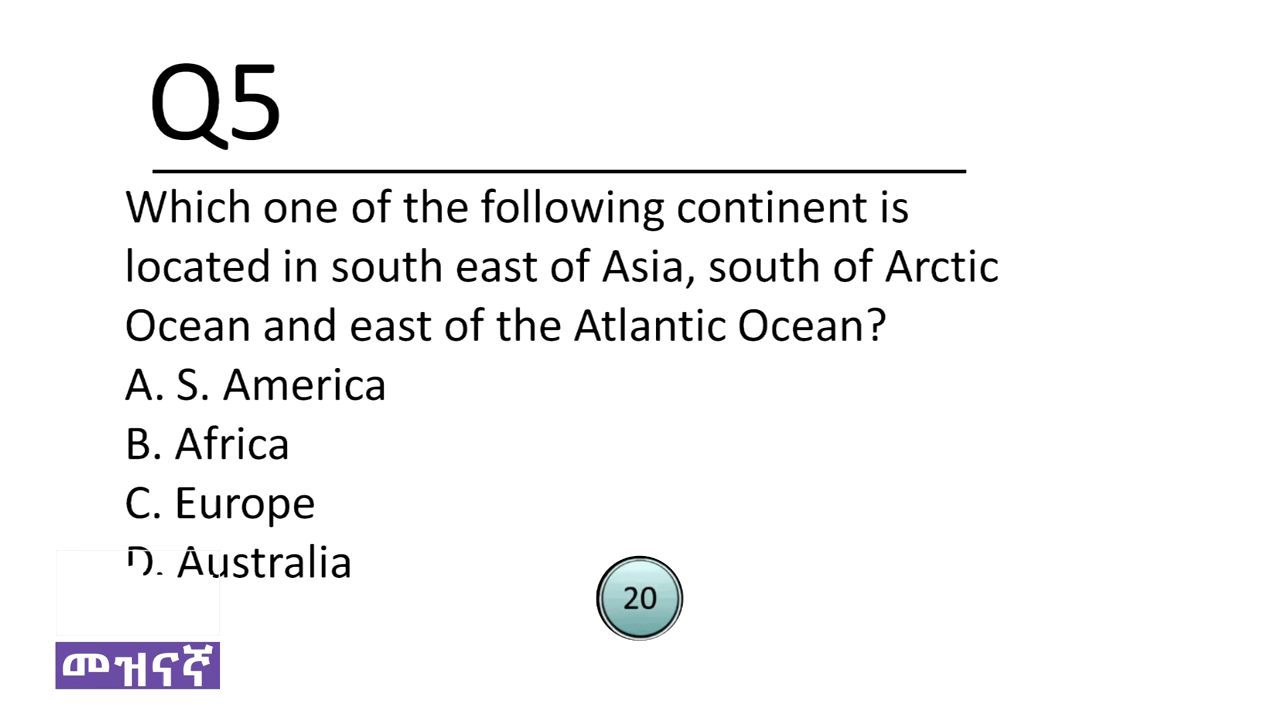 Q5
Which one of the following continent is
located in south east of Asia, south of Arctic
Ocean and east of the Atlantic Ocean?
A. S. America
B. Africa
C. Europe
D. Australia
20
መዝናኛ